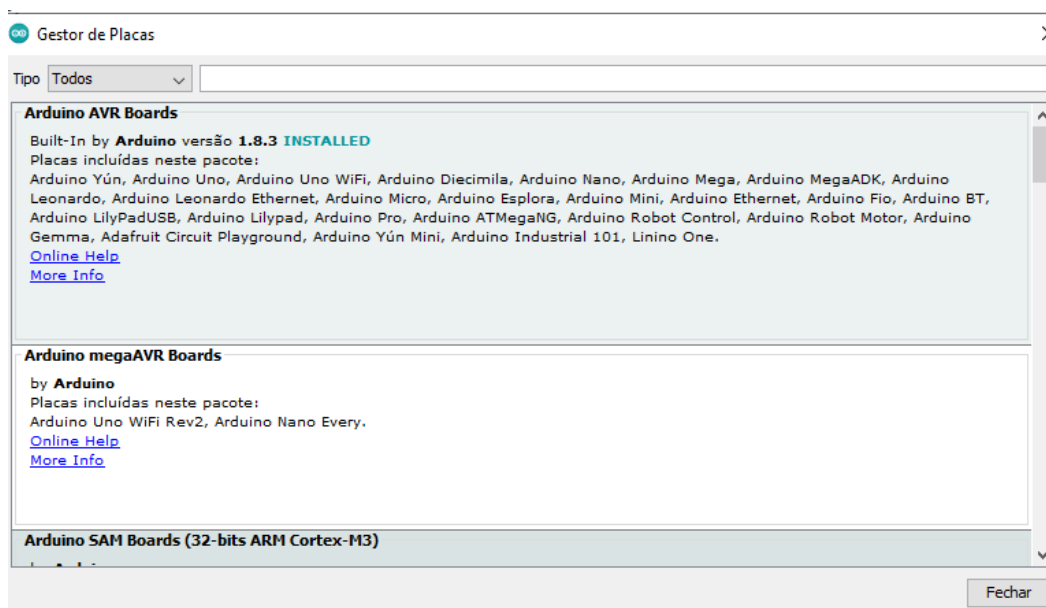 Gestor de Placas
Tipo Todos
Arduino AVR Boards
Built-In by Arduino versão 1.8.3 INSTALLED
Placas incluídas neste pacote:
Arduino Yún, Arduino Uno, Arduino Uno WiFi, Arduino Diecimila, Arduino Nano, Arduino Mega, Arduino MegaADK, Arduino
Leonardo, Arduino Leonardo Ethernet, Arduino Micro, Arduino Esplora, Arduino Mini, Arduino Ethernet, Arduino Fio, Arduino BT,
Arduino LilyPadUSB, Arduino Lilypad, Arduino Pro, Arduino ATMegaNG, Arduino Robot Control, Arduino Robot Motor, Arduino
Gemma, Adafruit Circuit Playground, Arduino Yún Mini, Arduino Industrial 101, Linino One.
Online Help
More Info
Arduino megaAVR Boards
by Arduino
Placas incluídas neste pacote:
Arduino Uno WiFi Rev2, Arduino Nano Every.
Online Help
More Info
Arduino SAM Boards (32-bits ARM Cortex-M3)
Fechar